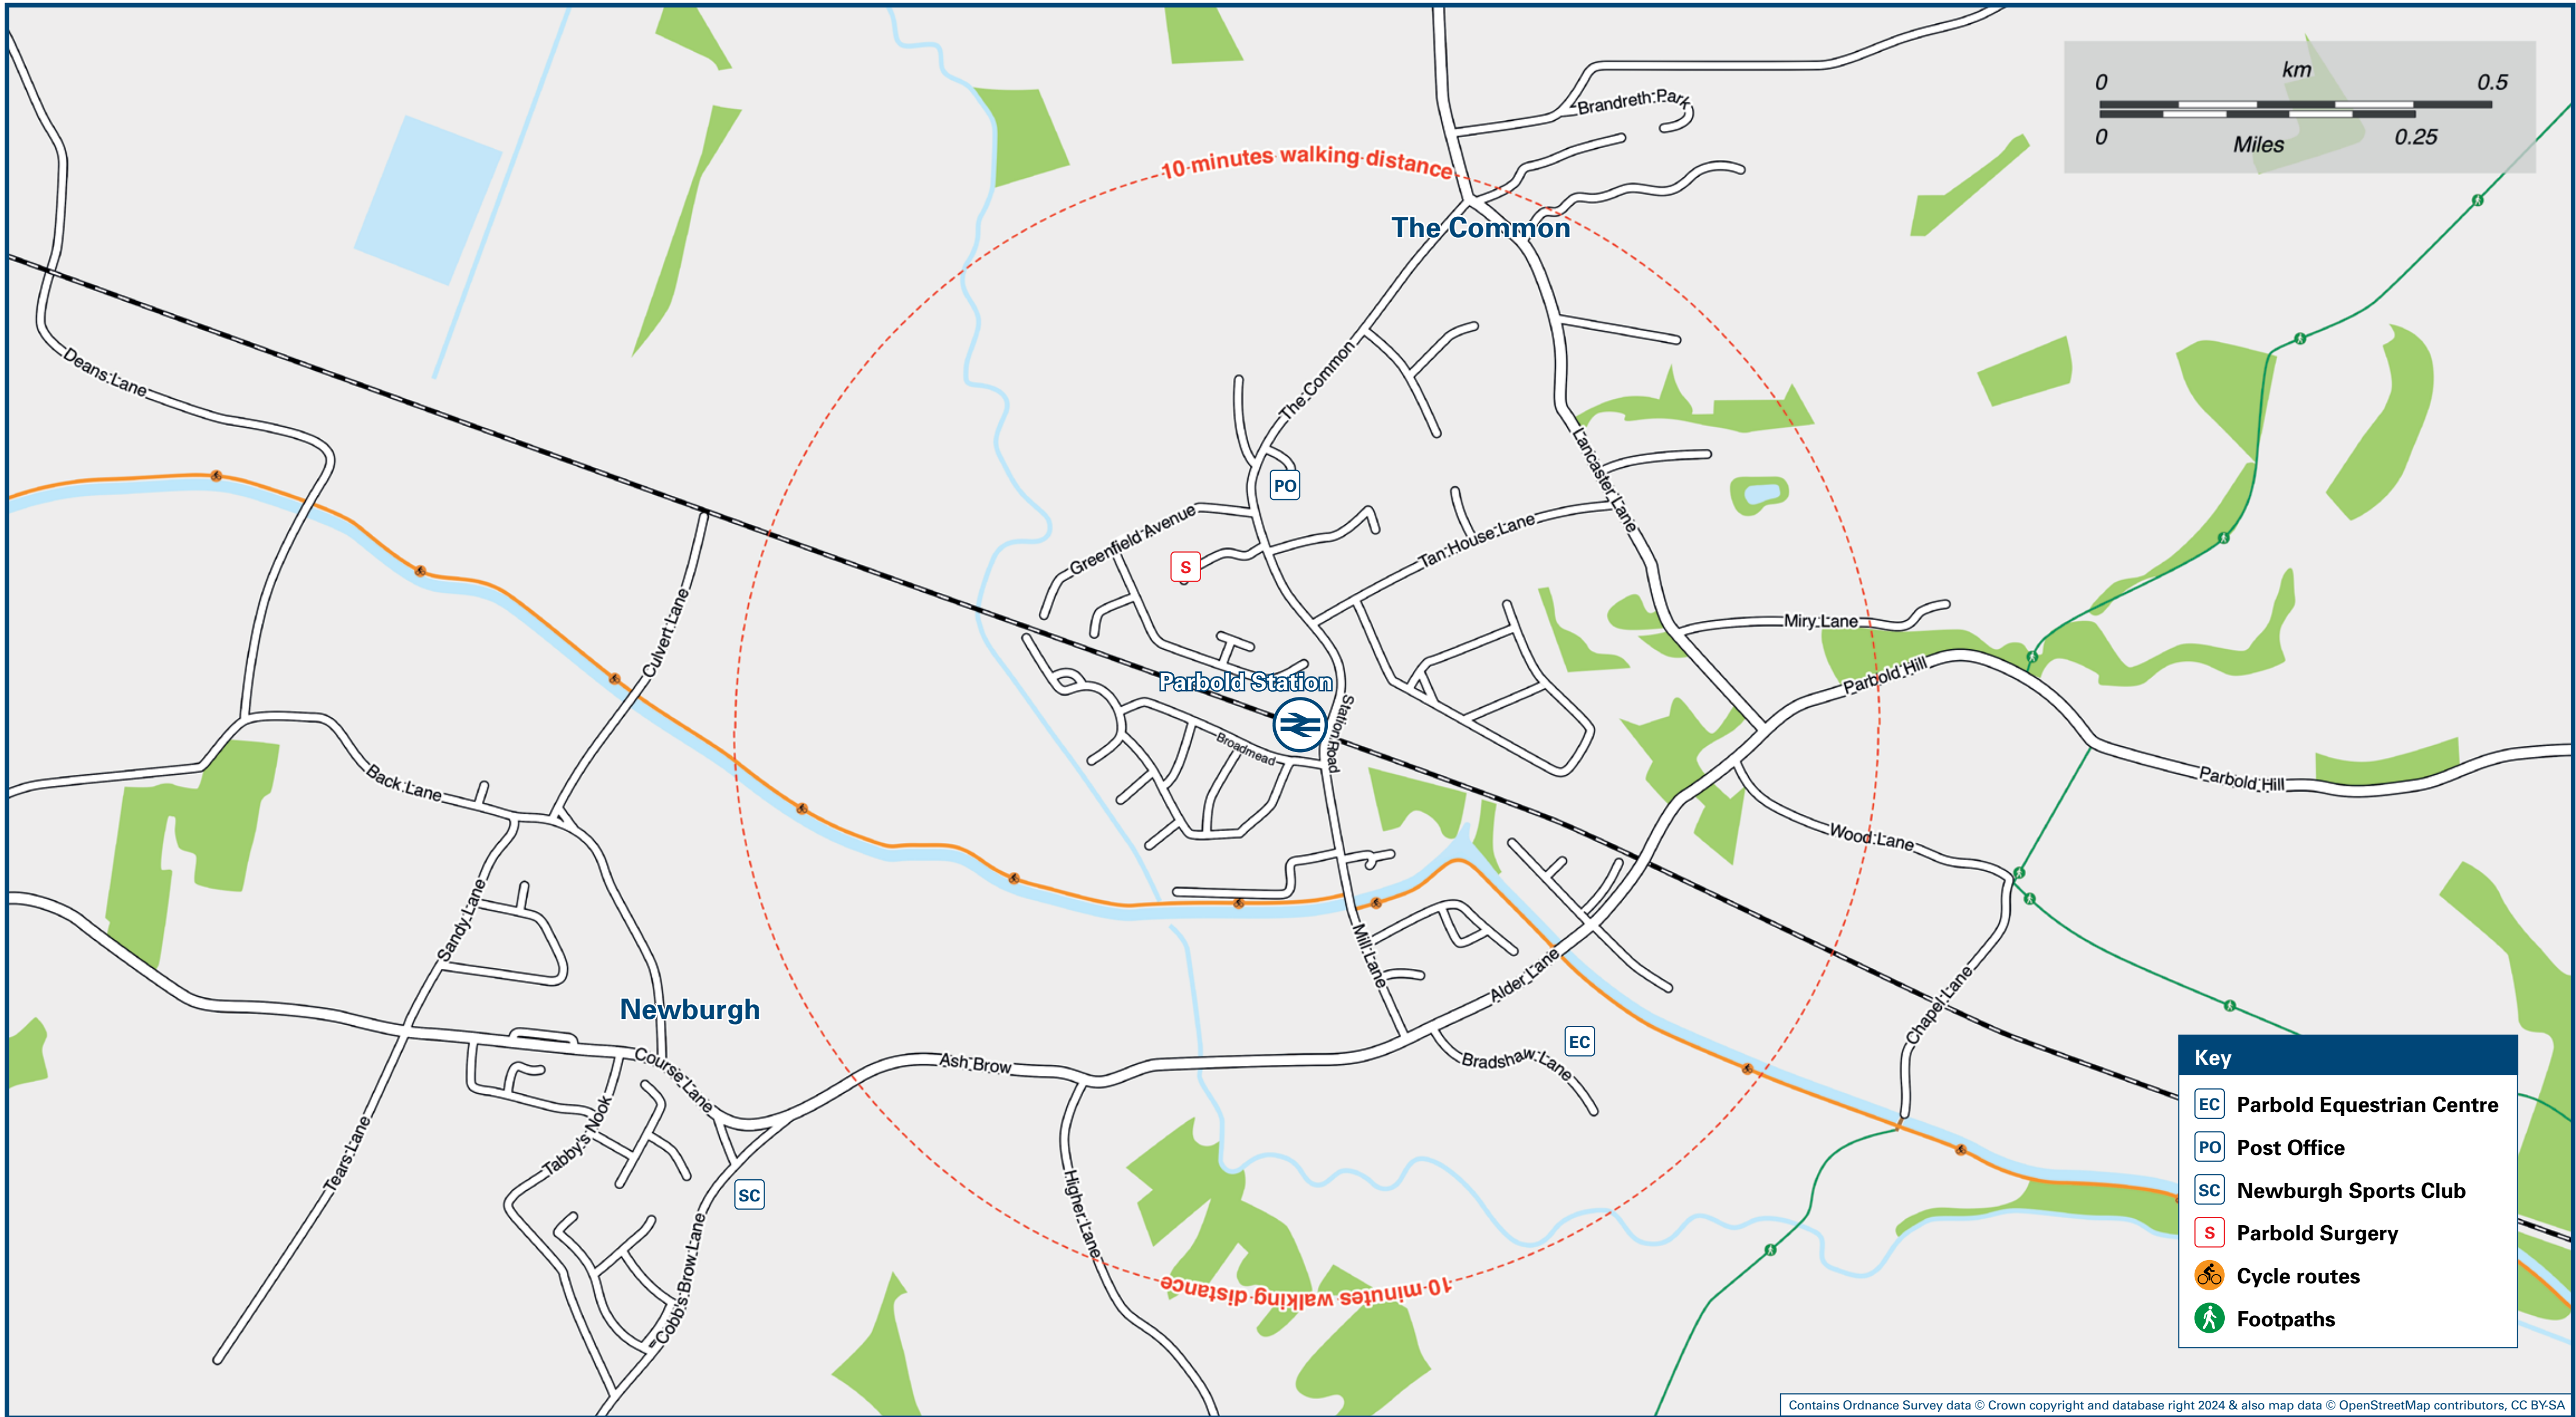 Brandreth Park
km
0 0.5
0 0.25
Miles
10 minutes walking distance
The Common
Deans Lane
The Common
Lancaster Lane
PO
Greenfield Avenue
S
Tan House Lane
Culvert Lane
Miry Lane
Parbold Hill
Parbold Station
Station Road
Broadmead
Back Lane
Parbold Hill
Wood Lane
Sandy Lane
Mill Lane
Alder Lane
Chapel Lane
Newburgh
EC
Course Lane
Ash Brow
Bradshaw Lane
Tabby's Nook
Tears Lane
SC
Higher Lane
Cobb's Brow Lane
10 minutes walking distance
Key
EC Parbold Equestrian Centre
PO Post Office
SC Newburgh Sports Club
S Parbold Surgery
Cycle routes
Footpaths
Contains Ordnance Survey data © Crown copyright and database right 2024 & also map data © OpenStreetMap contributors, CC BY-SA